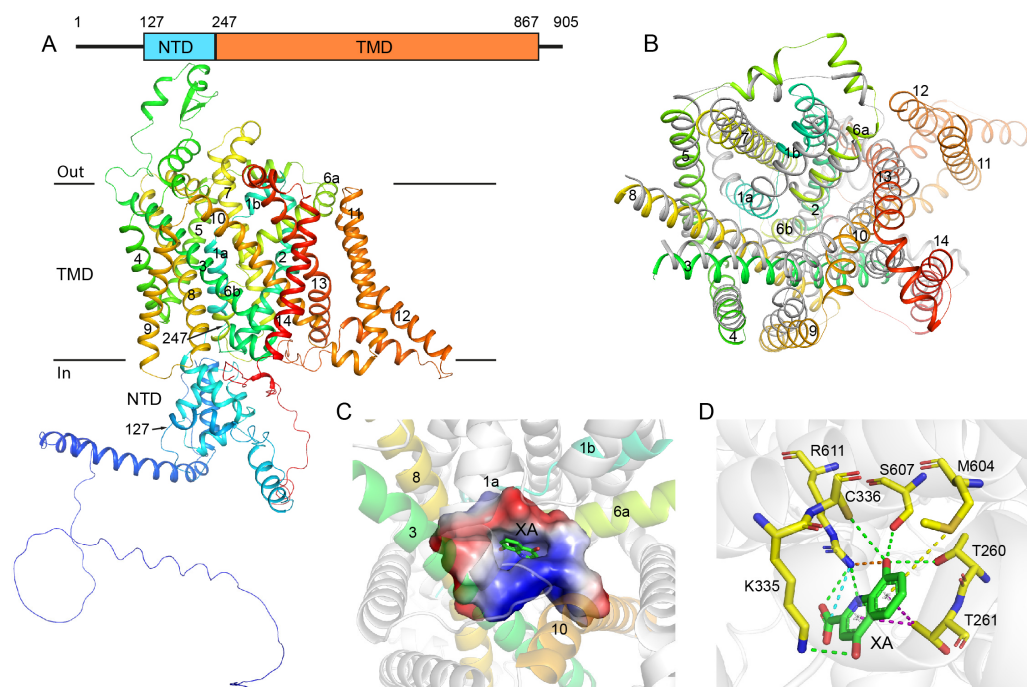 1 127 247 867 905
A NTD TMD
B
Out
TMD
In
7 6a 11
1b
10
5 1a
4 3 2
8 6b 13
9 14 12
247
NTD
127
12
7 6a
5 1b 11
13
1a
8 2
6b 10
3 14
4 9
C
1b
8 1a
6a
3 XA
10
D
R611 S607 M604
C336
T260
K335
T261
XA